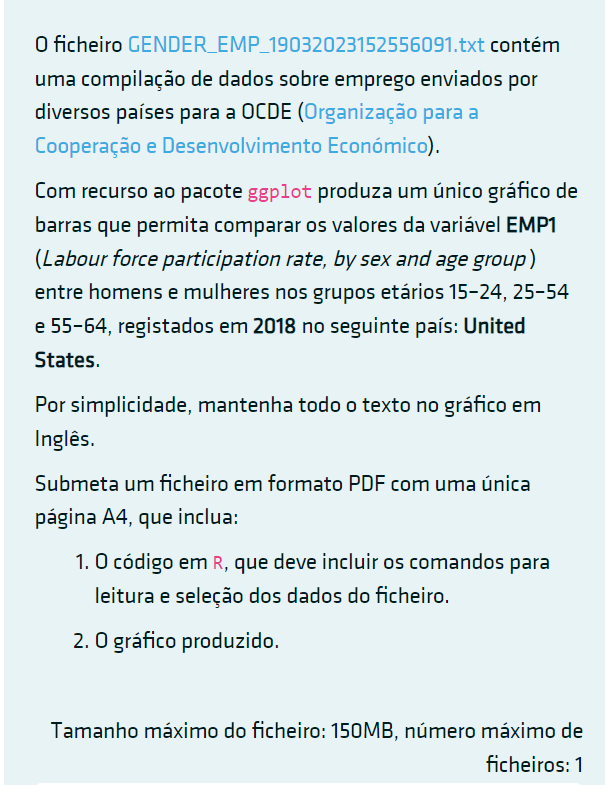 O ficheiro GENDER_EMP_19032023152556091.txt contém
uma compilação de dados sobre emprego enviados por
diversos países para a OCDE (Organização para a
Cooperação e Desenvolvimento Económico).
Com recurso ao pacote ggplot produza um único gráfico de
barras que permita comparar os valores da variável EMP1
(Labour force participation rate, by sex and age group)
entre homens e mulheres nos grupos etários 15-24, 25-54
e 55-64, registados em 2018 no seguinte país: United
States.
Por simplicidade, mantenha todo o texto no gráfico em
Inglês.
Submeta um ficheiro em formato PDF com uma única
página A4, que inclua:
1. O código em R, que deve incluir os comandos para
leitura e seleção dos dados do ficheiro.
2. O gráfico produzido.
Tamanho máximo do ficheiro: 150MB, número máximo de
ficheiros: 1